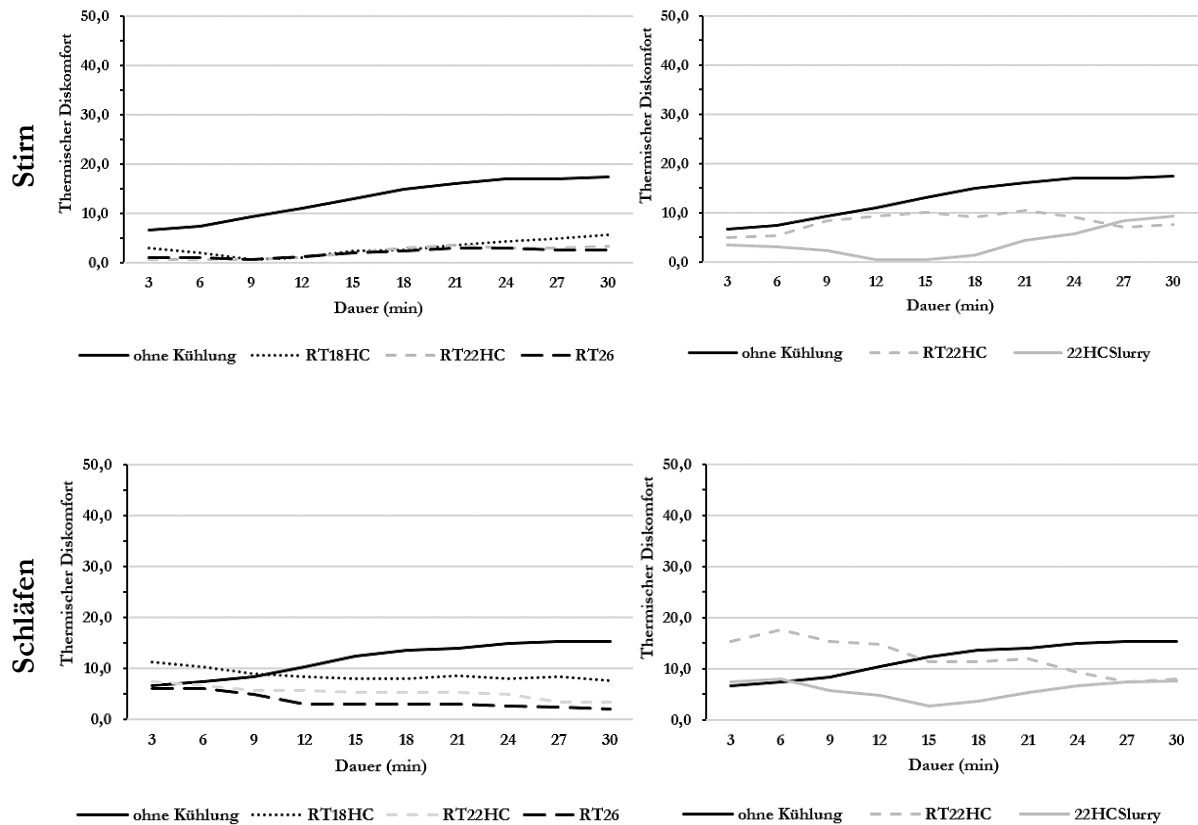 Stirn
Thermischer Diskomfort
50,0
40,0
30,0
20,0
10,0
0,0
3 6 9 12 15 18 21 24 27 30
Dauer (min)
ohne Kühlung RT18HC RT22HC RT26
Thermischer Diskomfort
50,0
40,0
30,0
20,0
10,0
0,0
3 6 9 12 15 18 21 24 27 30
Dauer (min)
ohne Kühlung RT22HC 22HCSlurry
Schläfen
Thermischer Diskomfort
50,0
40,0
30,0
20,0
10,0
0,0
3 6 9 12 15 18 21 24 27 30
Dauer (min)
ohne Kühlung RT18HC RT22HC RT26
Thermischer Diskomfort
50,0
40,0
30,0
20,0
10,0
0,0
3 6 9 12 15 18 21 24 27 30
Dauer (min)
ohne Kühlung RT22HC 22HCSlurry